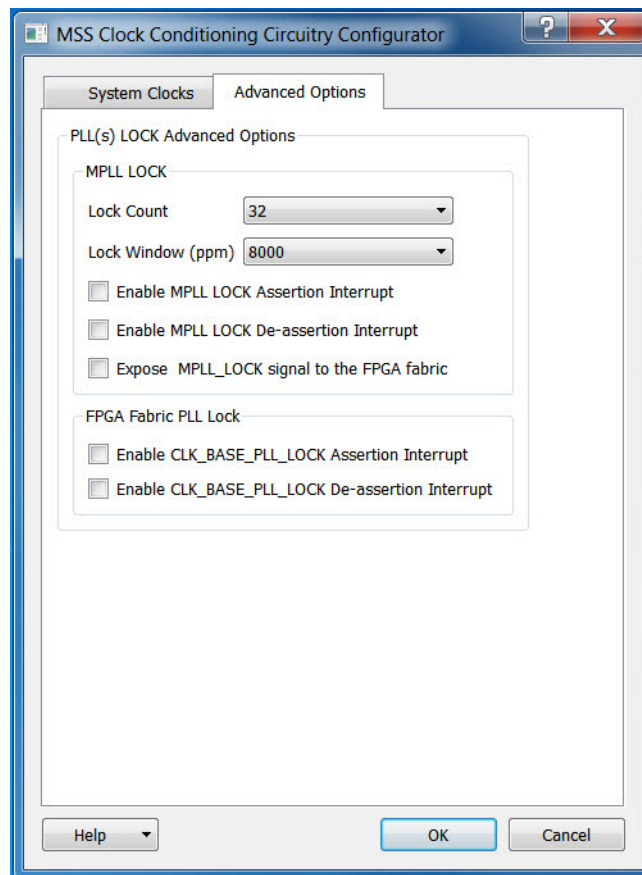 MSS Clock Conditioning Circuitry Configurator
?
X
System Clocks
Advanced Options
PLL(s) LOCK Advanced Options
MPLL LOCK
Lock Count
32
Lock Window (ppm)
8000
Enable MPLL LOCK Assertion Interrupt
Enable MPLL LOCK De-assertion Interrupt
Expose MPLL_LOCK signal to the FPGA fabric
FPGA Fabric PLL Lock
Enable CLK_BASE_PLL_LOCK Assertion Interrupt
Enable CLK_BASE_PLL_LOCK De-assertion Interrupt
Help
OK
Cancel